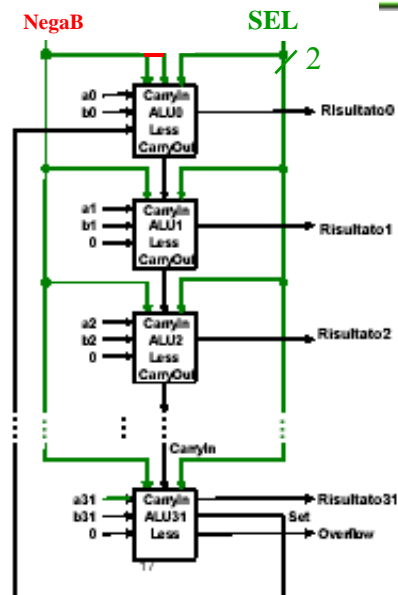 NegaB SEL
2
a0 CarryIn
b0 ALU0 Risultato0
Less
CarryOut
a1 CarryIn
b1 ALU1 Risultato1
0 Less
CarryOut
a2 CarryIn
b2 ALU2 Risultato2
0 Less
CarryOut
CarryIn
a31 CarryIn Risultato31
b31 ALU31 Set
0 Less Overflow
17